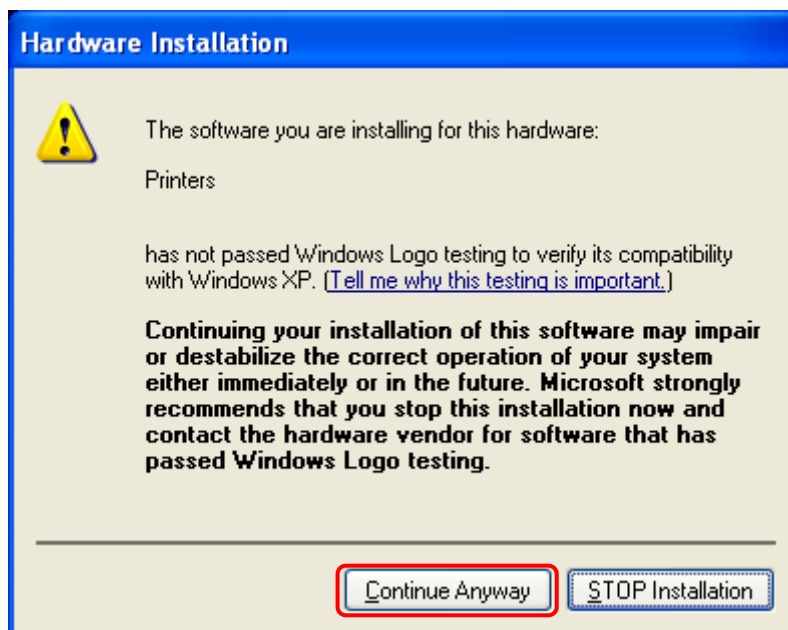 Hardware Installation
The software you are installing for this hardware:
Printers
has not passed Windows Logo testing to verify its compatibility
with Windows XP. (Tell me why this testing is important.)
Continuing your installation of this software may impair
or destabilize the correct operation of your system
either immediately or in the future. Microsoft strongly
recommends that you stop this installation now and
contact the hardware vendor for software that has
passed Windows Logo testing.
Continue Anyway
STOP Installation